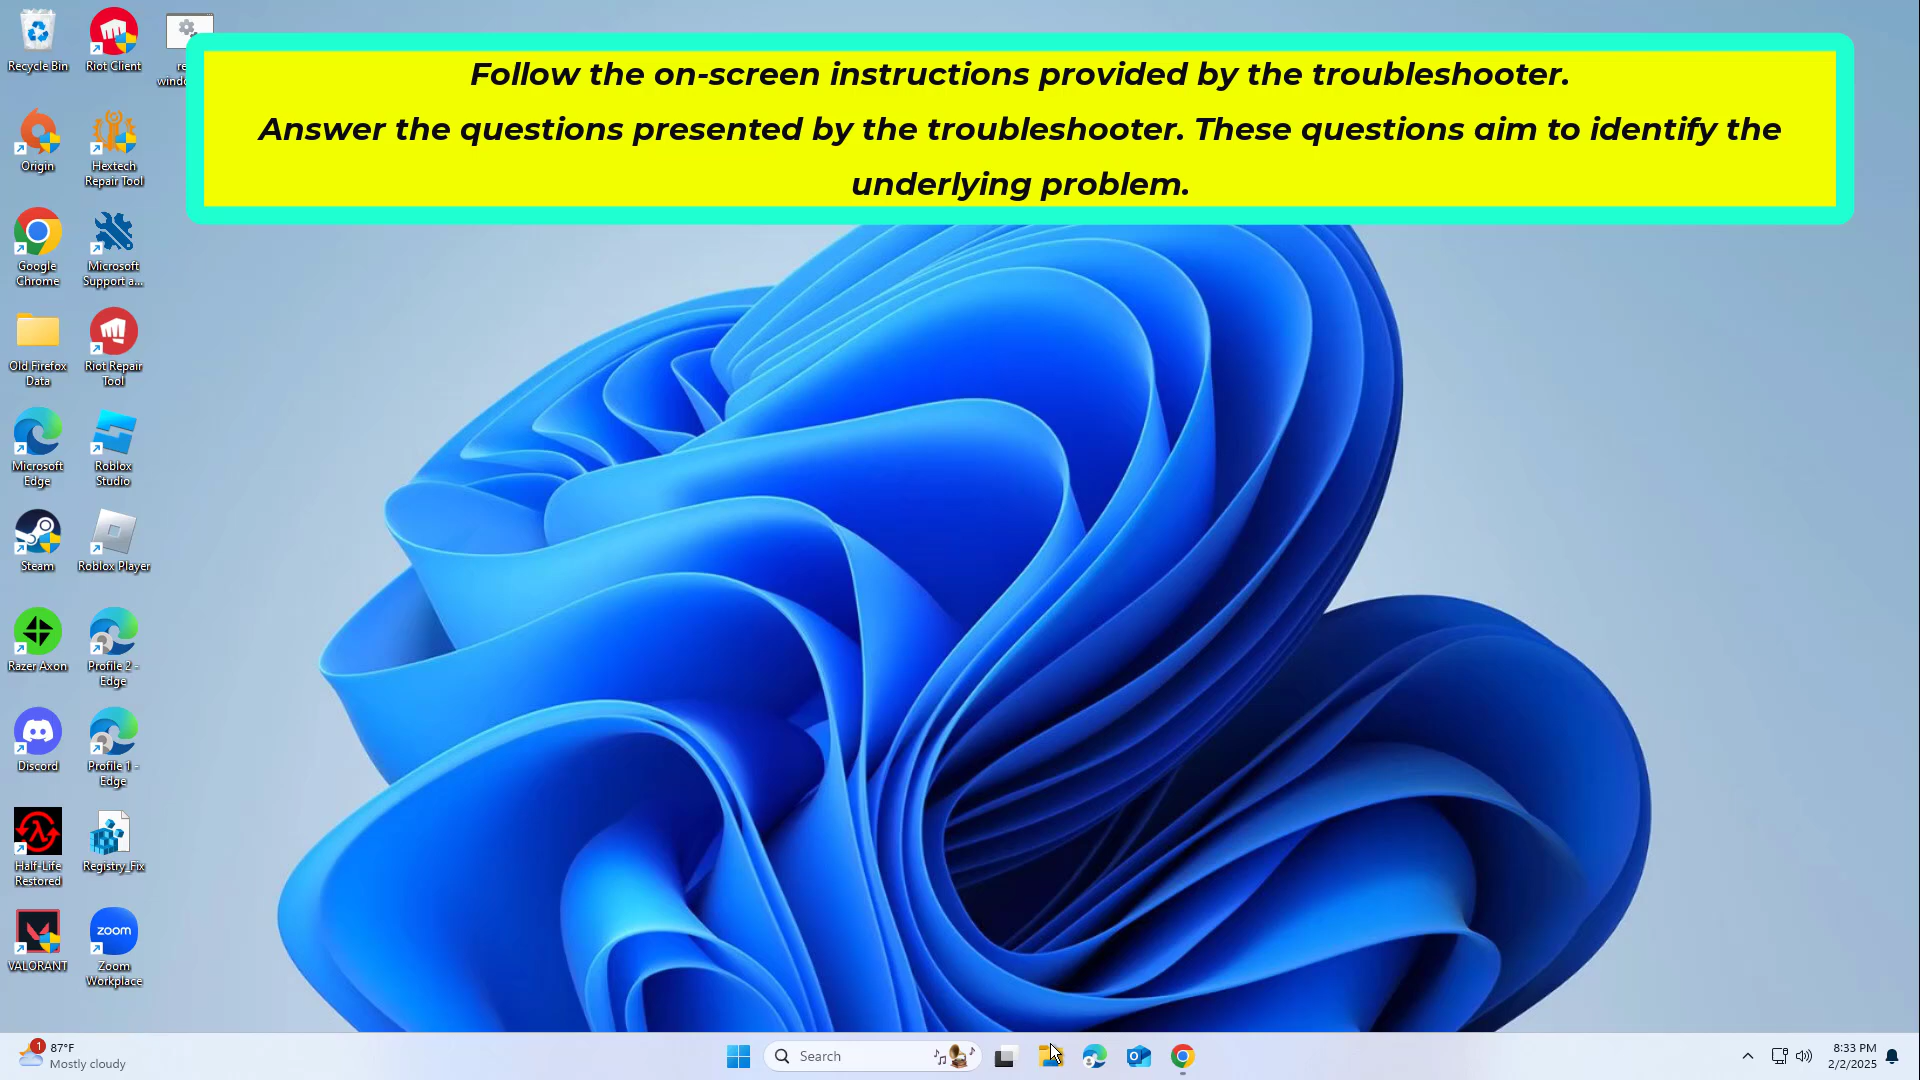 Follow the on-screen instructions provided by the troubleshooter.
Answer the questions presented by the troubleshooter. These questions aim to identify the
underlying problem.
Recycle Bin
Riot Client
Origin
Hextech
Repair Tool
Google
Chrome
Microsoft
Support a...
Old Firefox
Data
Riot Repair
Tool
Microsoft
Edge
Roblox
Studio
Steam
Roblox Player
Razer Axon
Profile 2 -
Edge
Discord
Profile 1 -
Edge
Half-Life
Restored
Registry_Fix
VALORANT
zoom
Zoom
Workplace
1
87°F
Mostly cloudy
Search
8:33 PM
2/2/2025